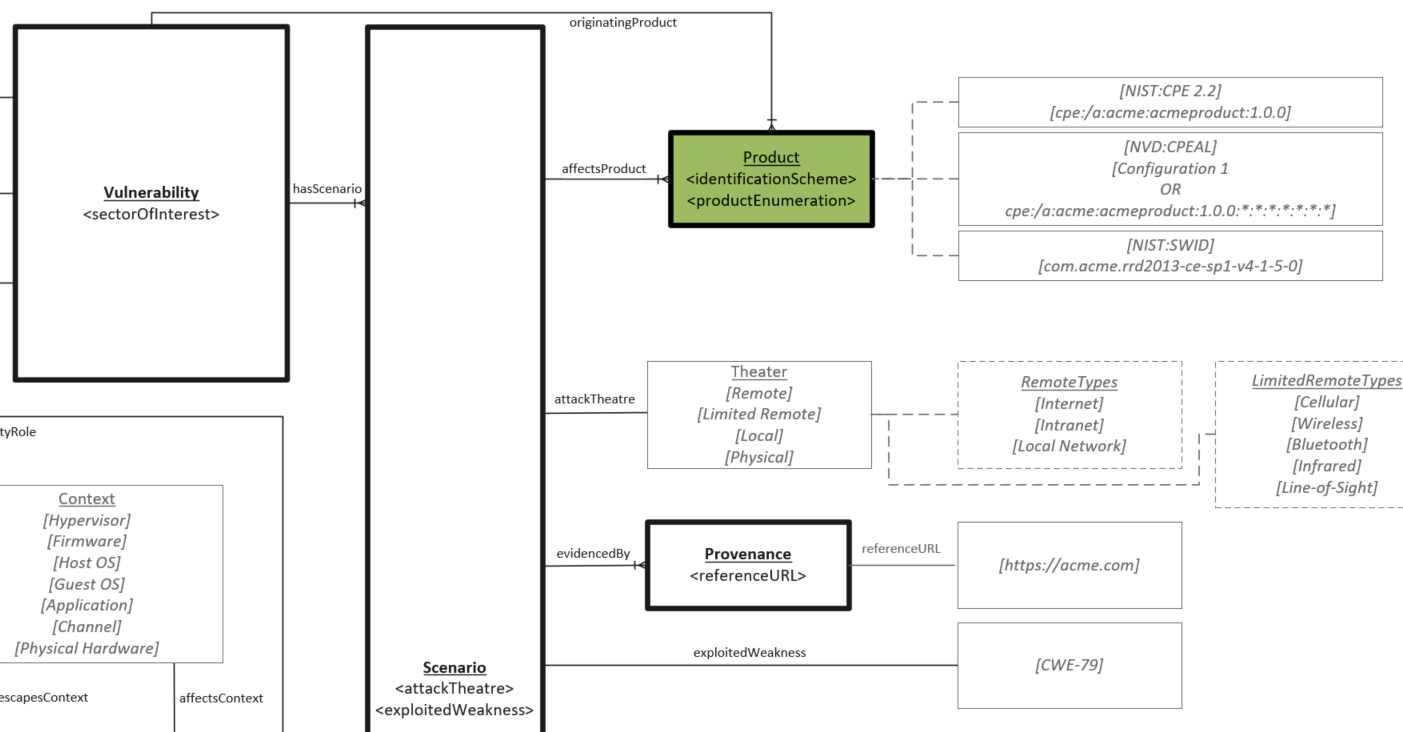 originatingProduct
Vulnerability
<sectorOfInterest>
hasScenario
affectsProduct
Product
<identificationScheme>
<productEnumeration>
[NIST:CPE 2.2]
[cpe:/a:acme:acmeproduct:1.0.0]
[NVD:CPEAL]
[Configuration 1
OR
cpe:/a:acme:acmeproduct:1.0.0:*:*:*:*:*:*:*]
[NIST:SWID]
[com.acme.rrd2013-ce-sp1-v4-1-5-0]
attackTheatre
Theater
[Remote]
[Limited Remote]
[Local]
[Physical]
RemoteTypes
[Internet]
[Intranet]
[Local Network]
LimitedRemoteTypes
[Cellular]
[Wireless]
[Bluetooth]
[Infrared]
[Line-of-Sight]
tyRole
Context
[Hypervisor]
[Firmware]
[Host OS]
[Guest OS]
[Application]
[Channel]
[Physical Hardware]
escapesContext
affectsContext
evidencedBy
Provenance
<referenceURL>
referenceURL
[https://acme.com]
exploitedWeakness
[CWE-79]
Scenario
<attackTheatre>
<exploitedWeakness>